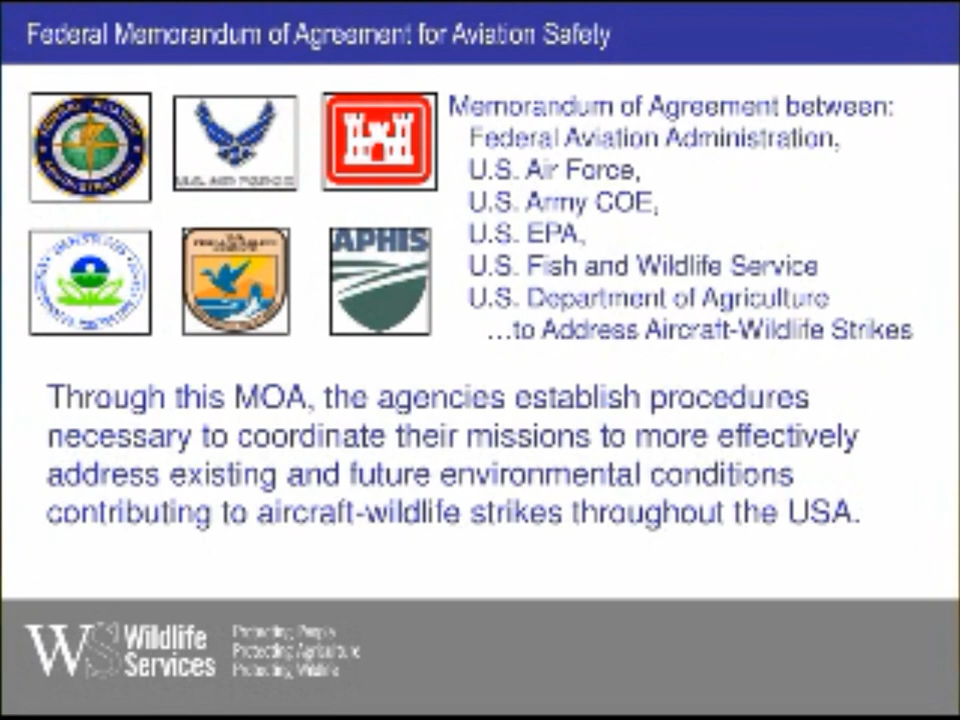 Federal Memorandum of Agreement for Aviation Safety
Memorandum of Agreement between:
Federal Aviation Administration,
U.S. Air Force,
U.S. Army COE,
U.S. EPA,
U.S. Fish and Wildlife Service
U.S. Department of Agriculture
...to Address Aircraft-Wildlife Strikes
U.S. AIR FORCE
APHIS
Through this MOA, the agencies establish procedures
necessary to coordinate their missions to more effectively
address existing and future environmental conditions
contributing to aircraft-wildlife strikes throughout the USA.
WS Wildlife
Services
Protecting People
Protecting Agriculture
Protecting Wildlife